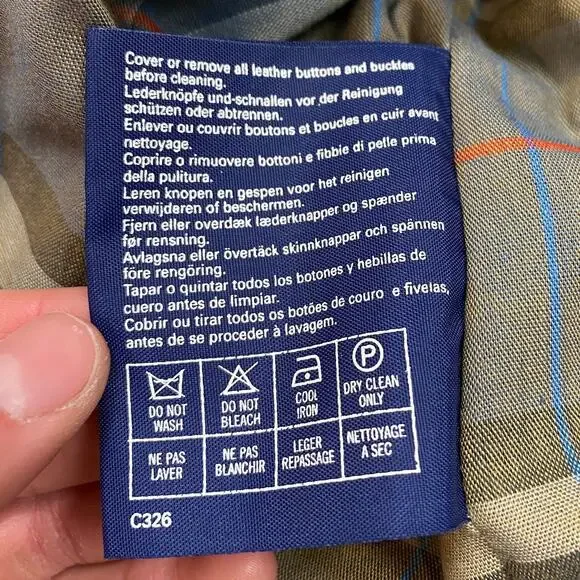 Cover or remove all leather buttons and buckles
before cleaning.
Lederknöpfe und-schnallen vor der Reinigung
schützen oder abtrennen.
Enlever ou couvrir boutons et boucles en cuir avant
nettoyage.
Coprire o rimuovere bottoni e fibbie di pelle prima
della pulitura.
Leren knopen en gespen voor het reinigen
verwijderen of beschermen.
Fjern eller overdæk læderknapper og spænder
før rensning.
Avlagsna eller övertäck skinnknappar och spännen
före rengöring.
Tapar o quintar todos los botones y hebillas de
cuero antes de limpiar.
Cobrir ou tirar todos os botões de couro e fivelas,
antes de se proceder à lavagem.
P
DO NOT WASH
DO NOT BLEACH
COOL IRON
DRY CLEAN ONLY
NE PAS LAVER
NE PAS BLANCHIR
LEGER REPASSAGE
NETTOYAGE A SEC
C326